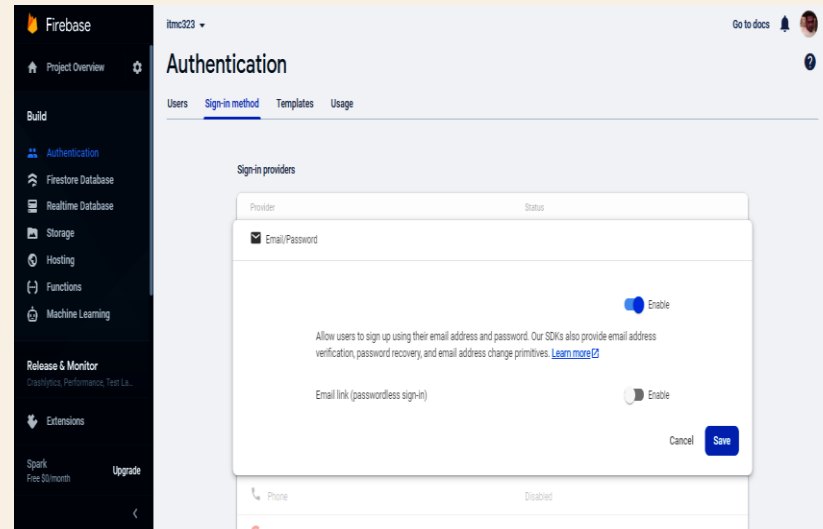 Firebase
Project Overview
Build
Authentication
Firestore Database
Realtime Database
Storage
Hosting
Functions
Machine Learning
Release & Monitor
Crashlytics, Performance, Test La...
Extensions
Spark
Free $0/month
Upgrade
itmc323
Go to docs
Authentication
Users Sign-in method Templates Usage
Sign-in providers
Provider Status
Email/Password
Enable
Allow users to sign up using their email address and password. Our SDKs also provide email address
verification, password recovery, and email address change primitives. Learn more
Email link (passwordless sign-in) Enable
Cancel Save
Phone Disabled